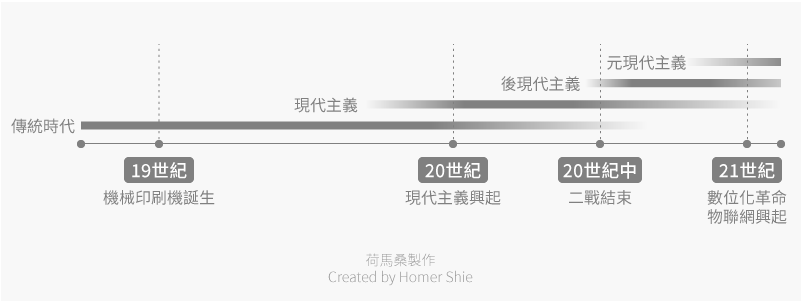 元現代主義
後現代主義
現代主義
傳統時代
19世紀
20世紀
20世紀中
21世紀
機械印刷機誕生
現代主義興起
二戰結束
數位化革命
物聯網興起
荷馬桑製作
Created by Homer Shie